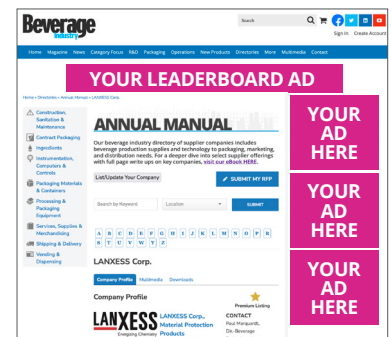 Beverage
industry
Search
Sign In Create Account
Home Magazine News Category Focus R&D Packaging Operations New Products Directories More Multimedia Contact
YOUR LEADERBOARD AD
Home » Directories » Annual Manual » LANXESS Corp.
Construction, Sanitation & Maintenance
Contract Packaging
Ingredients
Instrumentation, Computers & Controls
Packaging Materials & Containers
Processing & Packaging Equipment
Services, Supplies & Merchandising
Shipping & Delivery
Vending & Dispensing
ANNUAL MANUAL
Our beverage industry directory of supplier companies includes
beverage production supplies and technology to packaging, marketing,
and distribution needs. For a deeper dive into select supplier offerings
with full page write ups on key companies, visit our eBook HERE.
List/Update Your Company
SUBMIT MY RFP
Search by Keyword
Location
SUBMIT
A B C D E F G H I J K L M N O P R
S T U V W Y Z
LANXESS Corp.
Company Profile Multimedia Downloads
Company Profile
Premium Listing
LANXESS
Energizing Chemistry
LANXESS Corp.,
Material Protection
Products
CONTACT
Paul Marquardt,
Dir.-Beverage
YOUR
AD
HERE
YOUR
AD
HERE
YOUR
AD
HERE